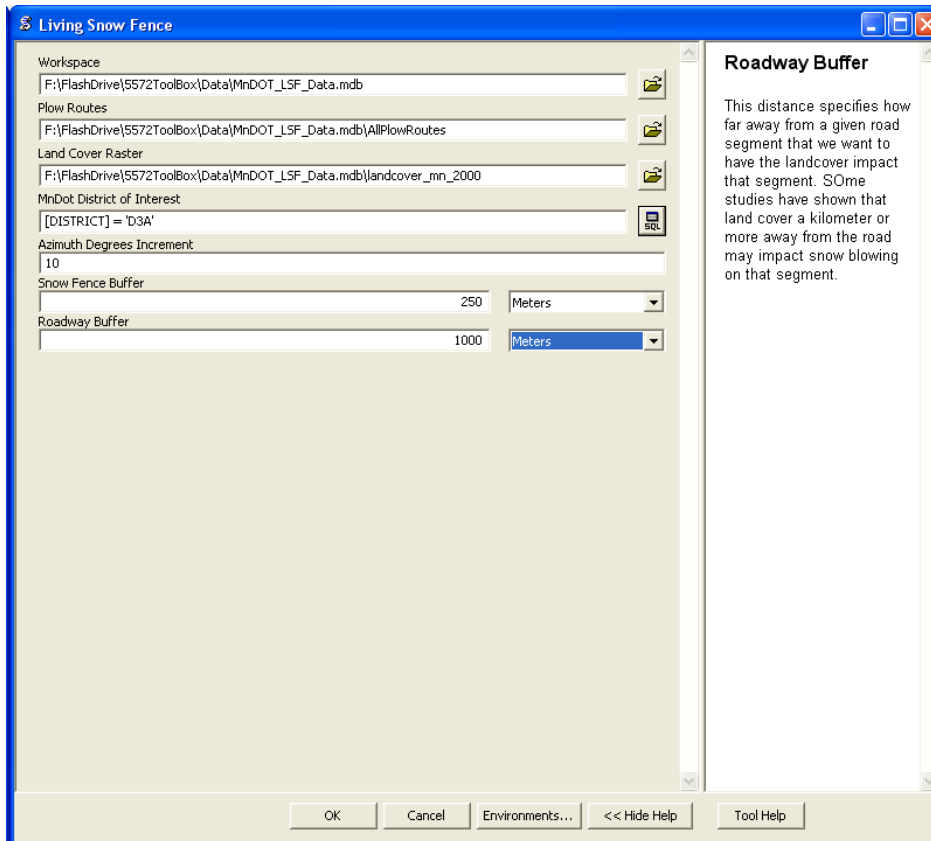 Living Snow Fence
Workspace
F:\FlashDrive\5572ToolBox\Data\MnDOT_LSF_Data.mdb
Plow Routes
F:\FlashDrive\5572ToolBox\Data\MnDOT_LSF_Data.mdb\AllPlowRoutes
Land Cover Raster
F:\FlashDrive\5572ToolBox\Data\MnDOT_LSF_Data.mdb\landcover_mn_2000
MnDot District of Interest
[DISTRICT] = 'D3A'
SQL
Azimuth Degrees Increment
10
Snow Fence Buffer
250 Meters
Roadway Buffer
1000 Meters
Roadway Buffer
This distance specifies how
far away from a given road
segment that we want to
have the landcover impact
that segment. SOme
studies have shown that
land cover a kilometer or
more away from the road
may impact snow blowing
on that segment.
OK Cancel Environments... << Hide Help Tool Help